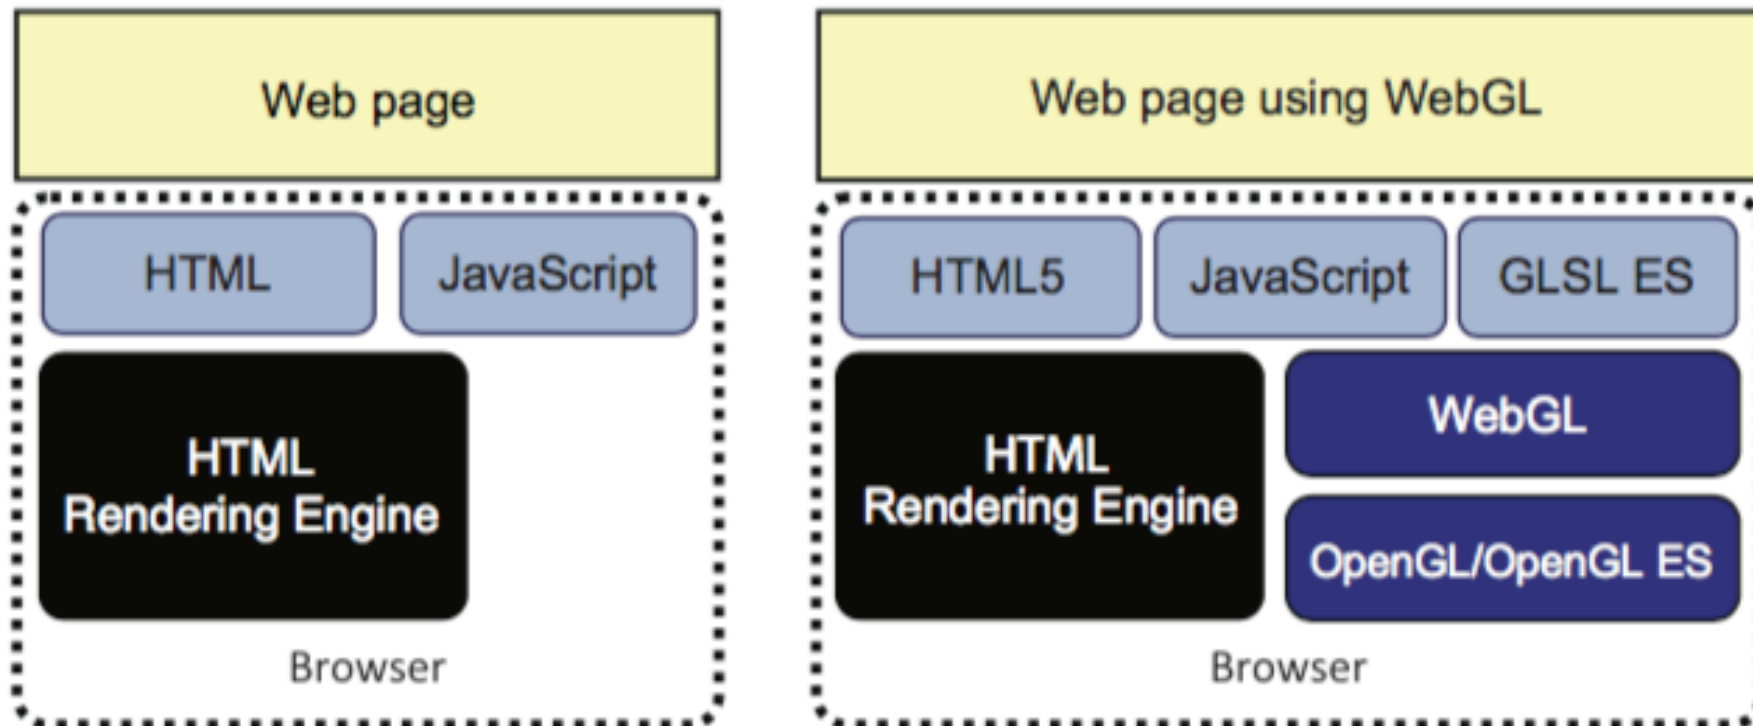 Web page
Web page using WebGL
HTML
JavaScript
HTML5
JavaScript
GLSL ES
HTML
Rendering Engine
HTML
Rendering Engine
WebGL
OpenGL/OpenGL ES
Browser
Browser